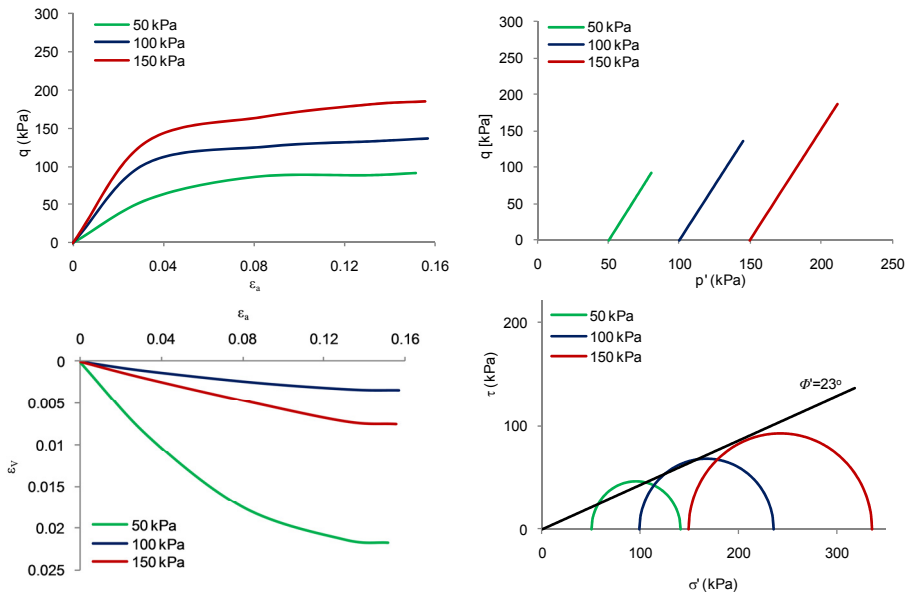 300
250
200
150
100
50
0
q (kPa)
50 kPa
100 kPa
150 kPa
0
0.04
0.08
0.12
0.16
εa
300
250
200
150
100
50
0
q [kPa]
50 kPa
100 kPa
150 kPa
0
50
100
150
200
250
p' (kPa)
εa
0
0.04
0.08
0.12
0.16
0
0.005
0.01
0.015
0.02
0.025
εV
50 kPa
100 kPa
150 kPa
200
100
0
τ (kPa)
50 kPa
100 kPa
150 kPa
Φ'=23o
0
100
200
300
σ' (kPa)